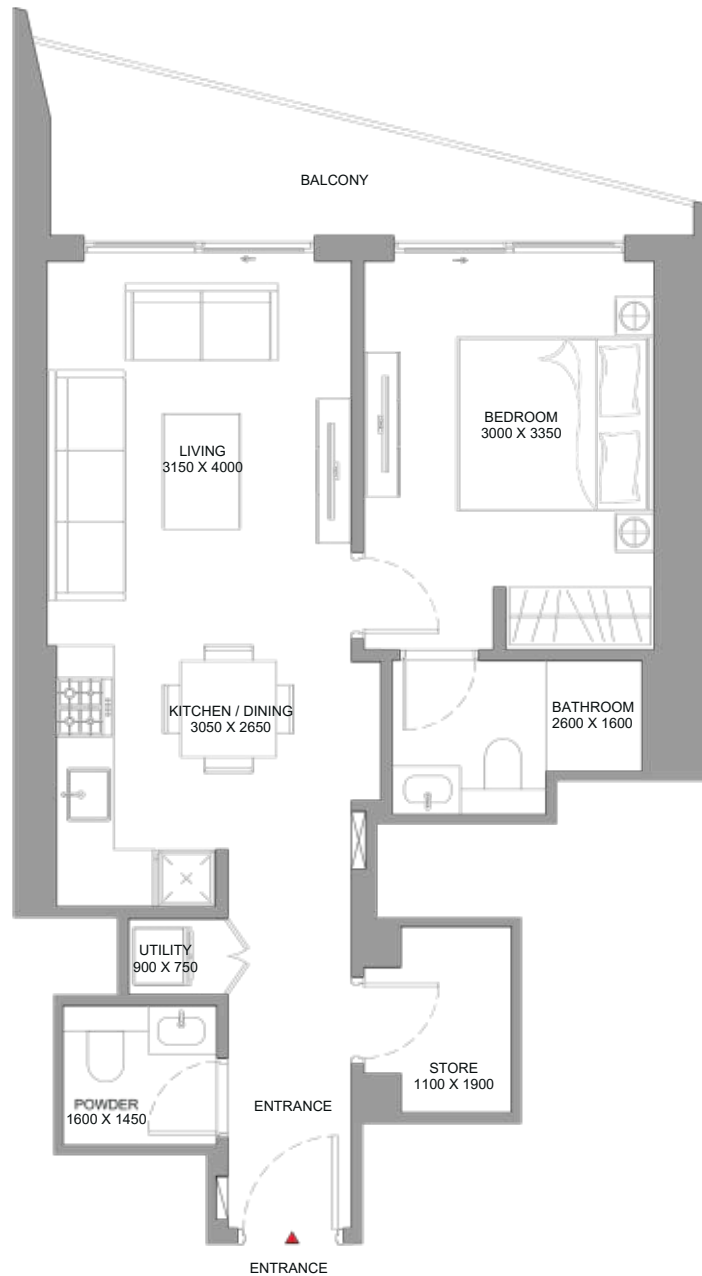 BALCONY
BEDROOM
3000 X 3350
LIVING
3150 X 4000
KITCHEN / DINING
3050 X 2650
BATHROOM
2600 X 1600
UTILITY
900 X 750
STORE
1100 X 1900
POWDER
1600 X 1450
ENTRANCE
ENTRANCE